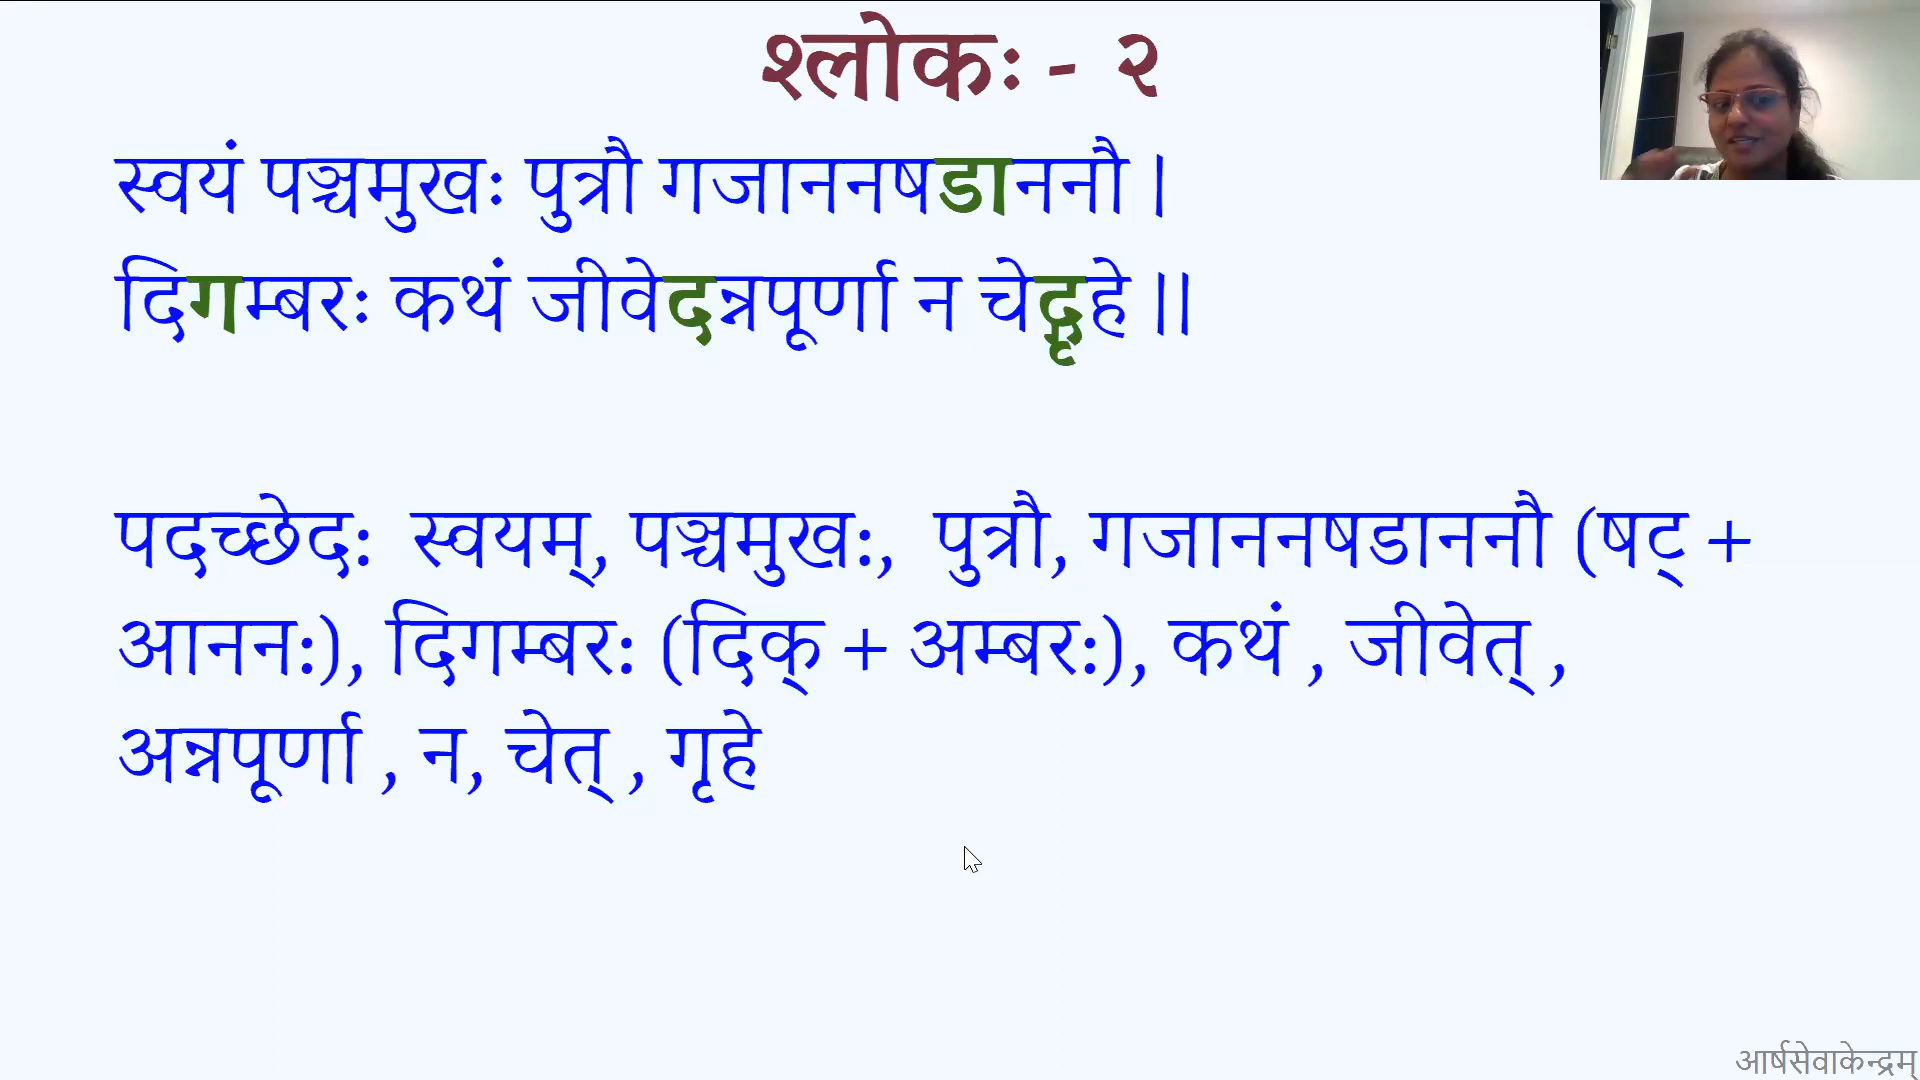 श्लोकः - २
स्वयं पञ्चमुखः पुत्रौ गजाननषडाननौ ।
दिगम्बरः कथं जीवेदन्नपूर्णा न चेद्गृहे ॥
पदच्छेदः स्वयम्, पञ्चमुखः, पुत्रौ, गजाननषडाननौ (षट् +
आननः), दिगम्बरः (दिक् + अम्बरः), कथं , जीवेत् ,
अन्नपूर्णा , न, चेत् , गृहे
आर्षसेवाकेन्द्रम्